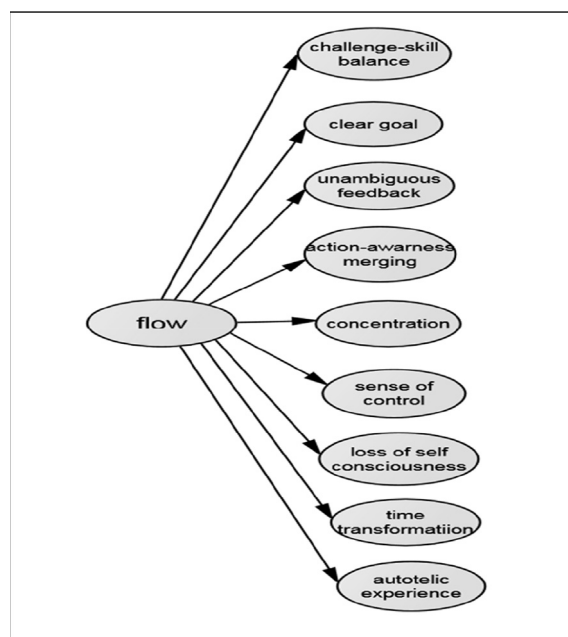 challenge-skill
balance
clear goal
unambiguous
feedback
action-awarness
merging
flow
concentration
sense of
control
loss of self
consciousness
time
transformatiion
autotelic
experience